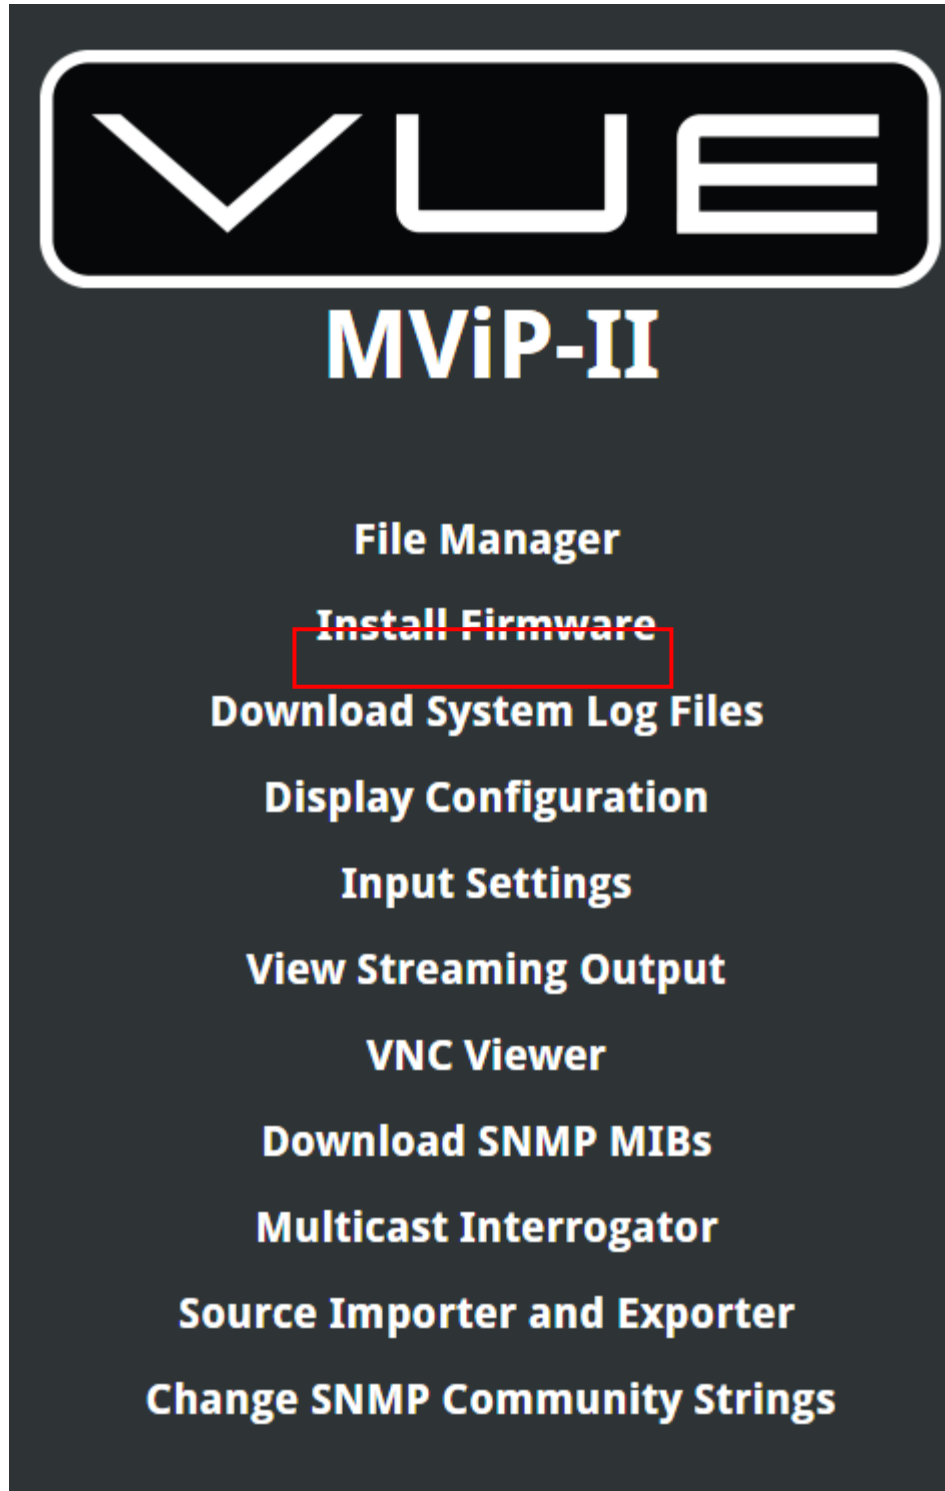 VUE
MViP-II
File Manager
Install Firmware
Download System Log Files
Display Configuration
Input Settings
View Streaming Output
VNC Viewer
Download SNMP MIBs
Multicast Interrogator
Source Importer and Exporter
Change SNMP Community Strings